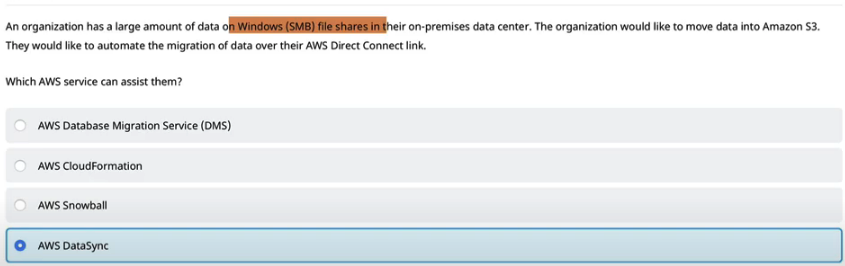 An organization has a large amount of data on Windows (SMB) file shares in their on-premises data center. The organization would like to move data into Amazon S3.
They would like to automate the migration of data over their AWS Direct Connect link.
Which AWS service can assist them?
AWS Database Migration Service (DMS)
AWS CloudFormation
AWS Snowball
AWS DataSync